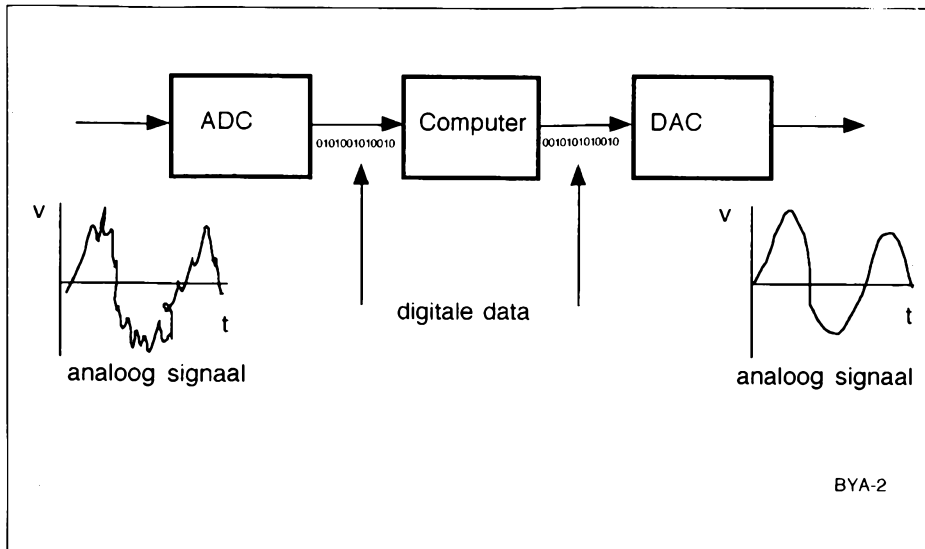 ADC
Computer
DAC
0101001010010
0010101010010
V
t
analoog signaal
digitale data
V
t
analoog signaal
BYA-2